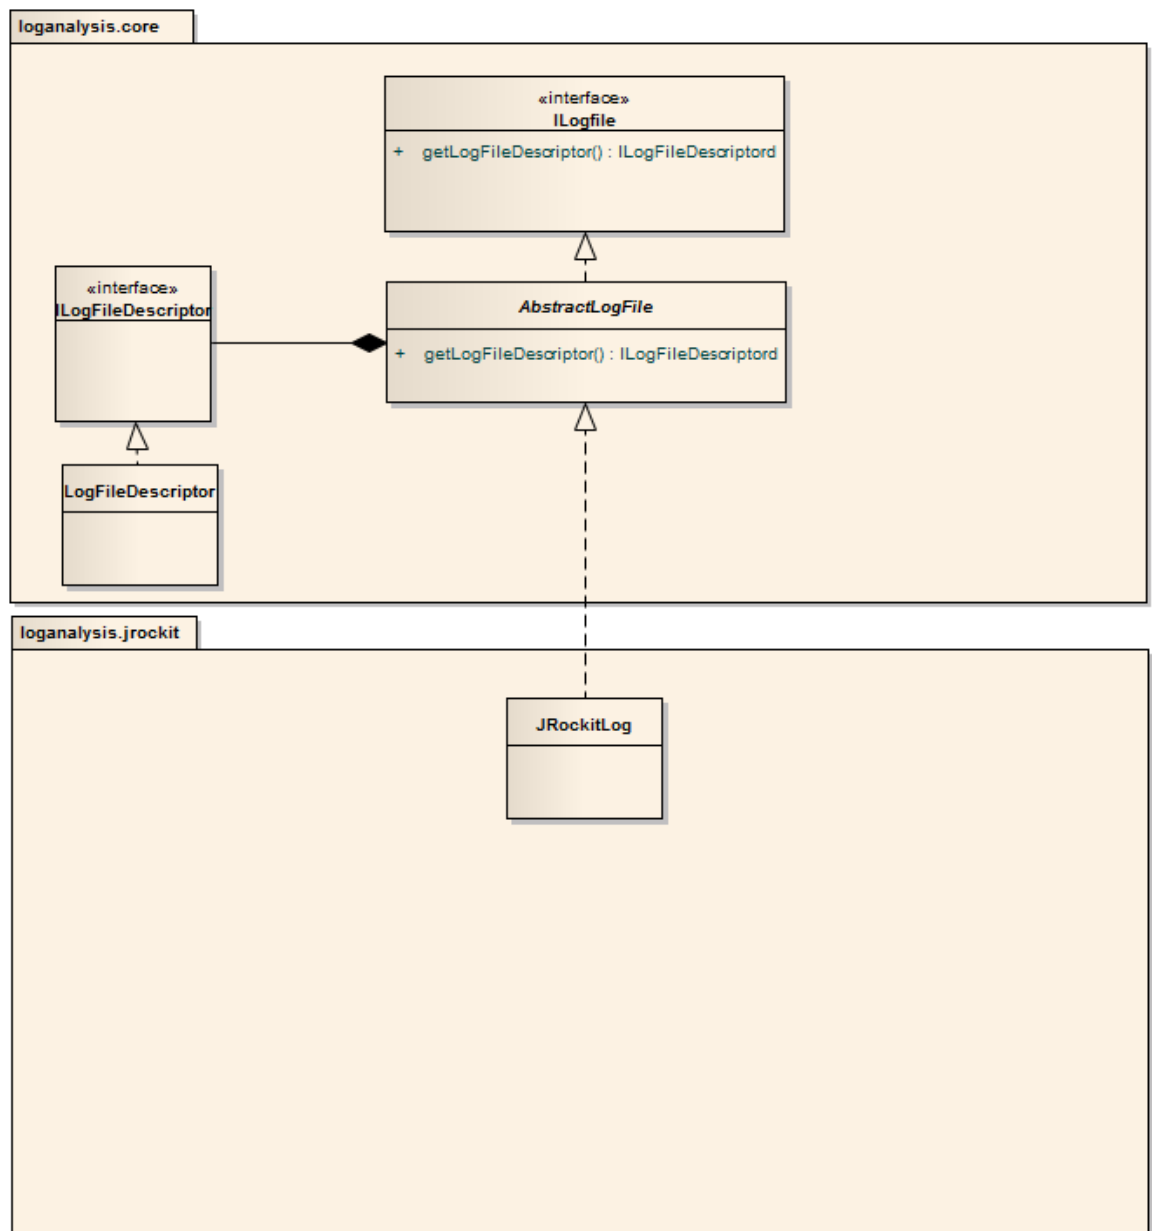 loganalysis.core
«interface»
ILogfile
+ getLogFileDescriptor() : ILogFileDescriptord
«interface»
ILogFileDescriptor
AbstractLogFile
+ getLogFileDescriptor() : ILogFileDescriptord
LogFileDescriptor
loganalysis.jrockit
JRockitLog